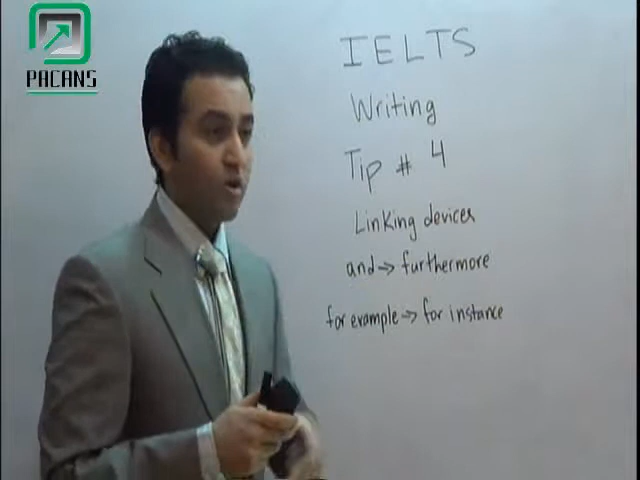 PACANS
IELTS
Writing
Tip # 4
Linking devices
and → furthermore
for example → for instance